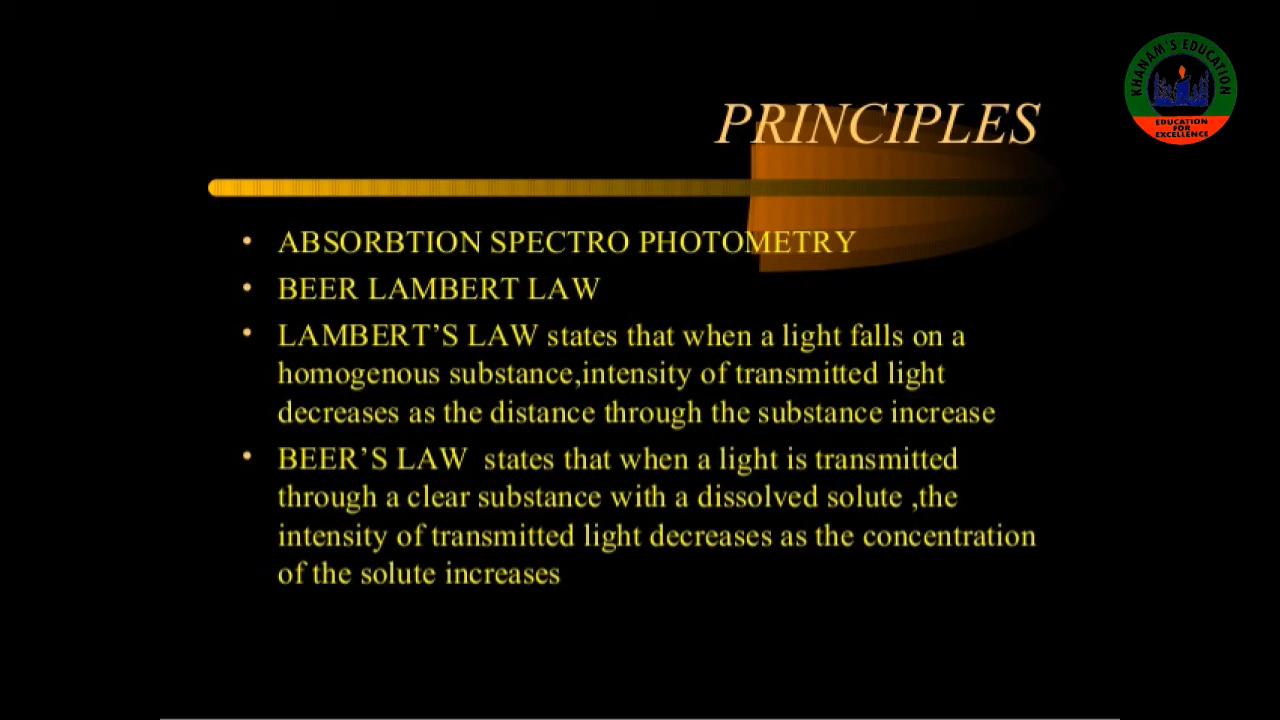 KHANAM'S EDUCATION
EDUCATION
FOR
EXCELLENCE
PRINCIPLES
• ABSORBTION SPECTRO PHOTOMETRY
• BEER LAMBERT LAW
• LAMBERT’S LAW states that when a light falls on a
homogenous substance,intensity of transmitted light
decreases as the distance through the substance increase
• BEER’S LAW  states that when a light is transmitted
through a clear substance with a dissolved solute ,the
intensity of transmitted light decreases as the concentration
of the solute increases